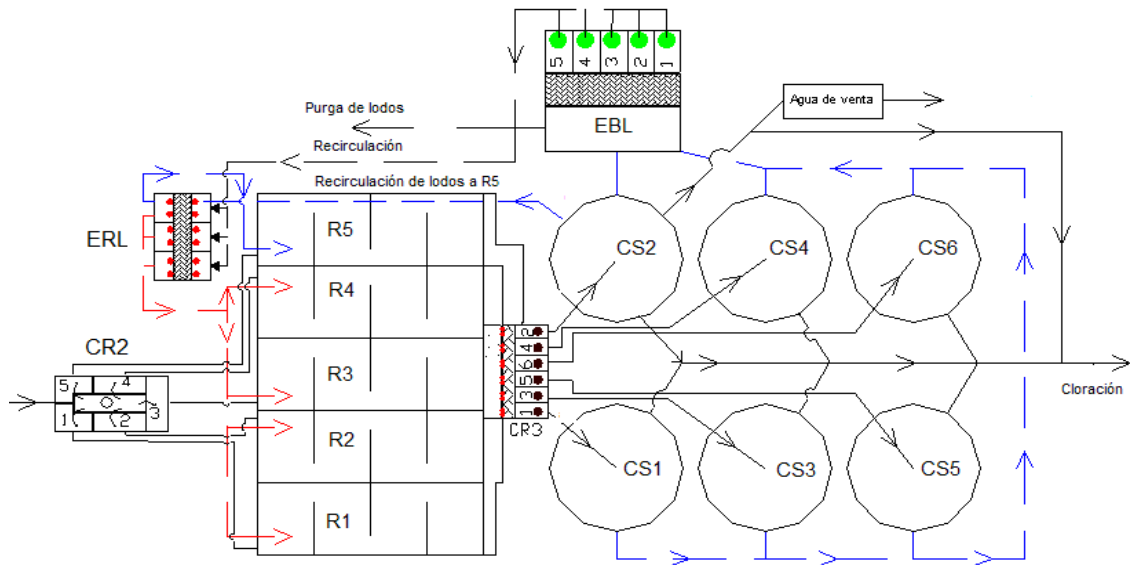 5 4 3 2 1
Agua de venta
Purga de lodos
EBL
Recirculación
Recirculación de lodos a R5
ERL
R5
CS2
CS4
CS6
R4
CR2
2
4
6
5
3
1
CR3
5 4
1 2 3
R3
Cloración
R2
CS1
CS3
CS5
R1